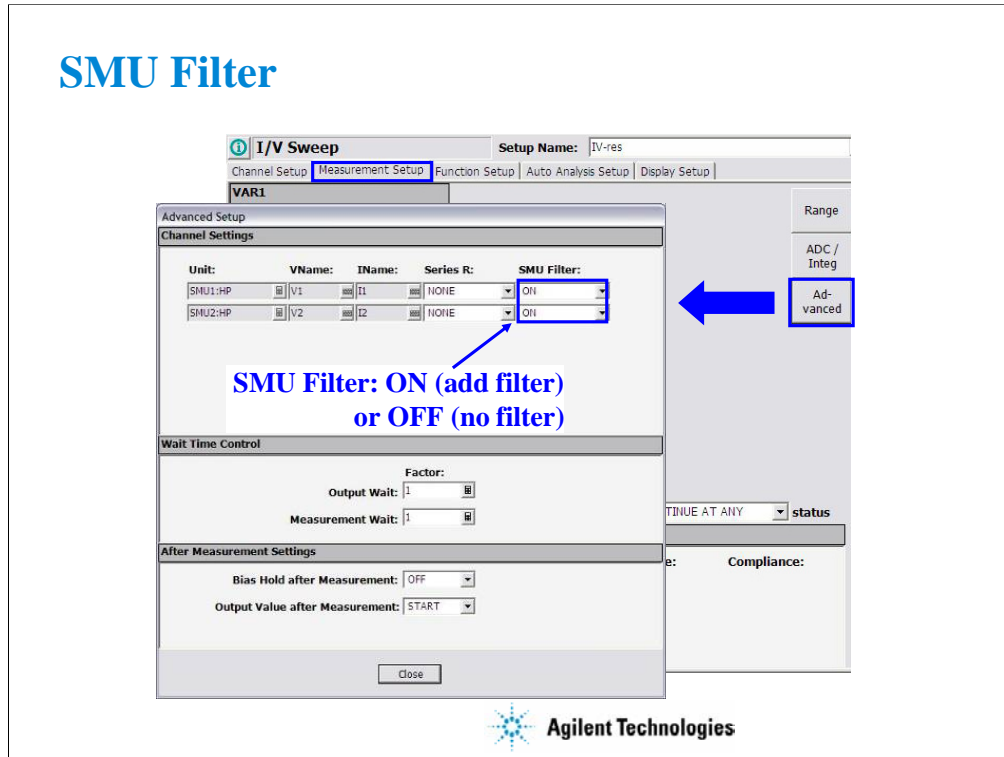 SMU Filter
I/V Sweep
Setup Name: IV-res
Channel Setup Measurement Setup Function Setup Auto Analysis Setup Display Setup
VAR1
Range
ADC /
Integ
Ad-
vanced
Advanced Setup
Channel Settings
Unit: VName: IName: Series R: SMU Filter:
SMU1:HP V1 I1 NONE ON
SMU2:HP V2 I2 NONE ON
SMU Filter: ON (add filter)
or OFF (no filter)
Wait Time Control
Factor:
Output Wait: 1
Measurement Wait: 1
TINUE AT ANY status
After Measurement Settings
e: Compliance:
Bias Hold after Measurement: OFF
Output Value after Measurement: START
Close
Agilent Technologies